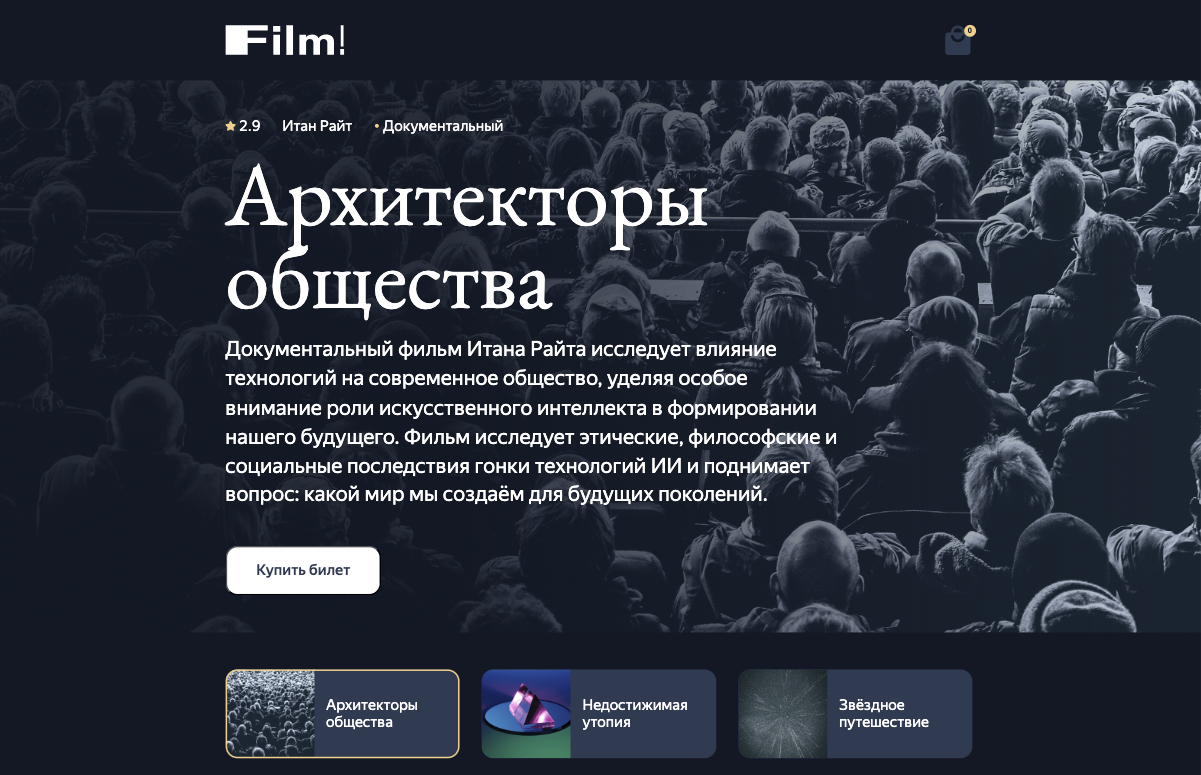 Film!
0
2.9 Итан Райт • Документальный
Архитекторы
общества
Документальный фильм Итана Райта исследует влияние
технологий на современное общество, уделяя особое
внимание роли искусственного интеллекта в формировании
нашего будущего. Фильм исследует этические, философские и
социальные последствия гонки технологий ИИ и поднимает
вопрос: какой мир мы создаём для будущих поколений.
Купить билет
Архитекторы
общества
Недостижимая
утопия
Звёздное
путешествие